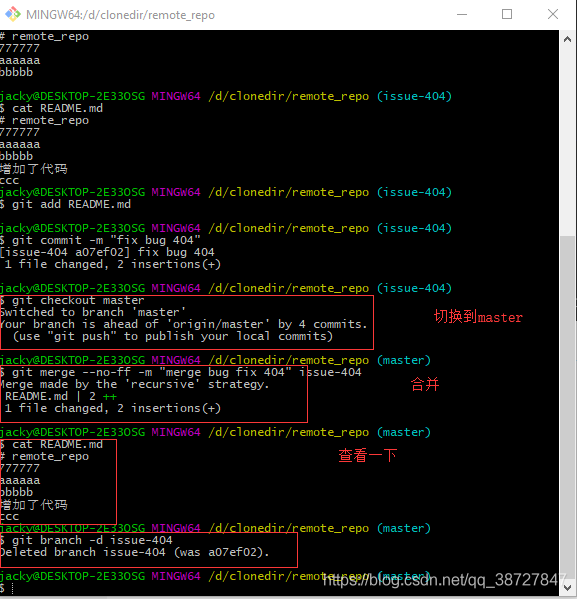 MINGW64:/d/clonedir/remote_repo
# remote_repo
777777
aaaaaa
bbbbb
jacky@DESKTOP-2E33OSG MINGW64 /d/clonedir/remote_repo (issue-404)
$ cat README.md
# remote_repo
777777
aaaaaa
bbbbb
增加了代码
ccc
jacky@DESKTOP-2E33OSG MINGW64 /d/clonedir/remote_repo (issue-404)
$ git add README.md
jacky@DESKTOP-2E33OSG MINGW64 /d/clonedir/remote_repo (issue-404)
$ git commit -m "fix bug 404"
[issue-404 a07ef02] fix bug 404
1 file changed, 2 insertions(+)
jacky@DESKTOP-2E33OSG MINGW64 /d/clonedir/remote_repo (issue-404)
$ git checkout master
Switched to branch 'master'
Your branch is ahead of 'origin/master' by 4 commits.
(use "git push" to publish your local commits)
切换到master
jacky@DESKTOP-2E33OSG MINGW64 /d/clonedir/remote_repo (master)
$ git merge --no-ff -m "merge bug fix 404" issue-404
Merge made by the 'recursive' strategy.
README.md | 2 ++
1 file changed, 2 insertions(+)
合并
jacky@DESKTOP-2E33OSG MINGW64 /d/clonedir/remote_repo (master)
$ cat README.md
# remote_repo
777777
aaaaaa
bbbbb
增加了代码
ccc
查看一下
jacky@DESKTOP-2E33OSG MINGW64 /d/clonedir/remote_repo (master)
$ git branch -d issue-404
Deleted branch issue-404 (was a07ef02).
jacky@DESKTOP-2E33OSG MINGW64 /d/clonedir/remote_repo (master)
$
https://blog.csdn.net/qq_38727847